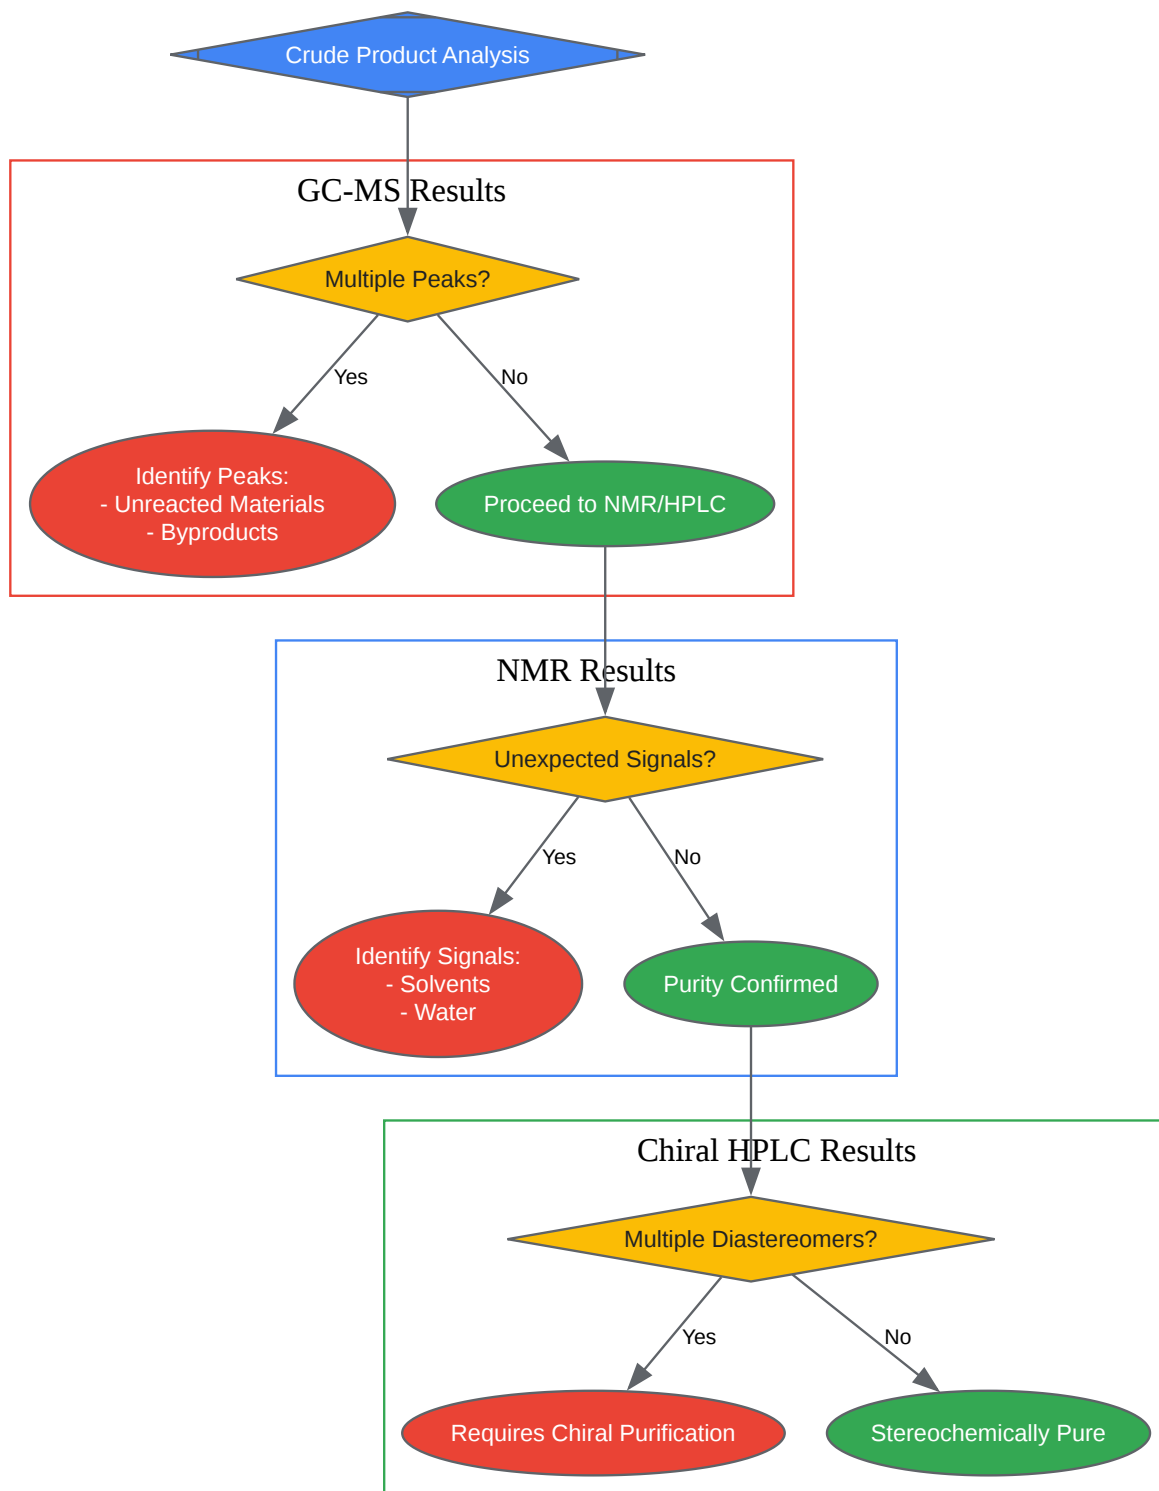 Crude Product Analysis
GC-MS Results
Multiple Peaks?
Yes
No
Identify Peaks:
- Unreacted Materials
- Byproducts
Proceed to NMR/HPLC
NMR Results
Unexpected Signals?
Yes
No
Identify Signals:
- Solvents
- Water
Purity Confirmed
Chiral HPLC Results
Multiple Diastereomers?
Yes
No
Requires Chiral Purification
Stereochemically Pure